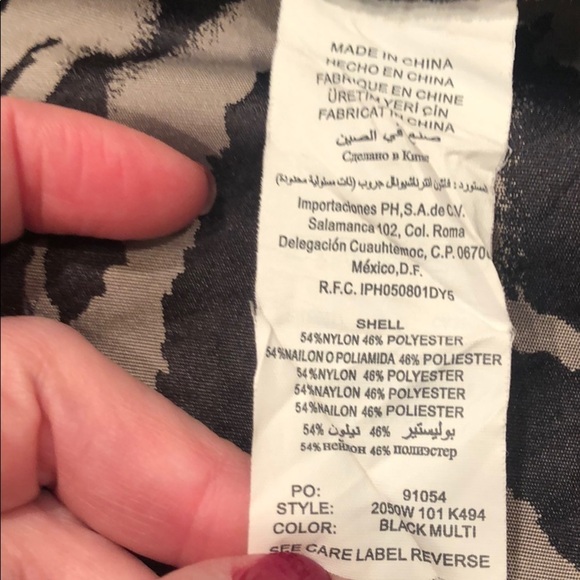 MADE IN CHINA
HECHO EN CHINA
FABRIQUE EN CHINE
ÜRETIM YERI ÇIN
FABRICAT IN CHINA
صنع في الصين
Сделано в Китае
Importaciones PH,S.A.de C.V.
Salamanca 102, Col. Roma
Delegación Cuauhtemoc, C.P. 0670
México,D.F.
R.F.C. IPH050801DY5
SHELL
54%NYLON 46% POLYESTER
54%NAILON O POLIAMIDA 46% POLIESTER
54%NYLON 46% POLYESTER
54%NAYLON 46% POLYESTER
54%NAILON 46% POLIESTER
54% نيلون 46% بوليستير
54% нейлон 46% полиэстер
PO: 91054
STYLE: 2050W 101 K494
COLOR: BLACK MULTI
SEE CARE LABEL REVERSE